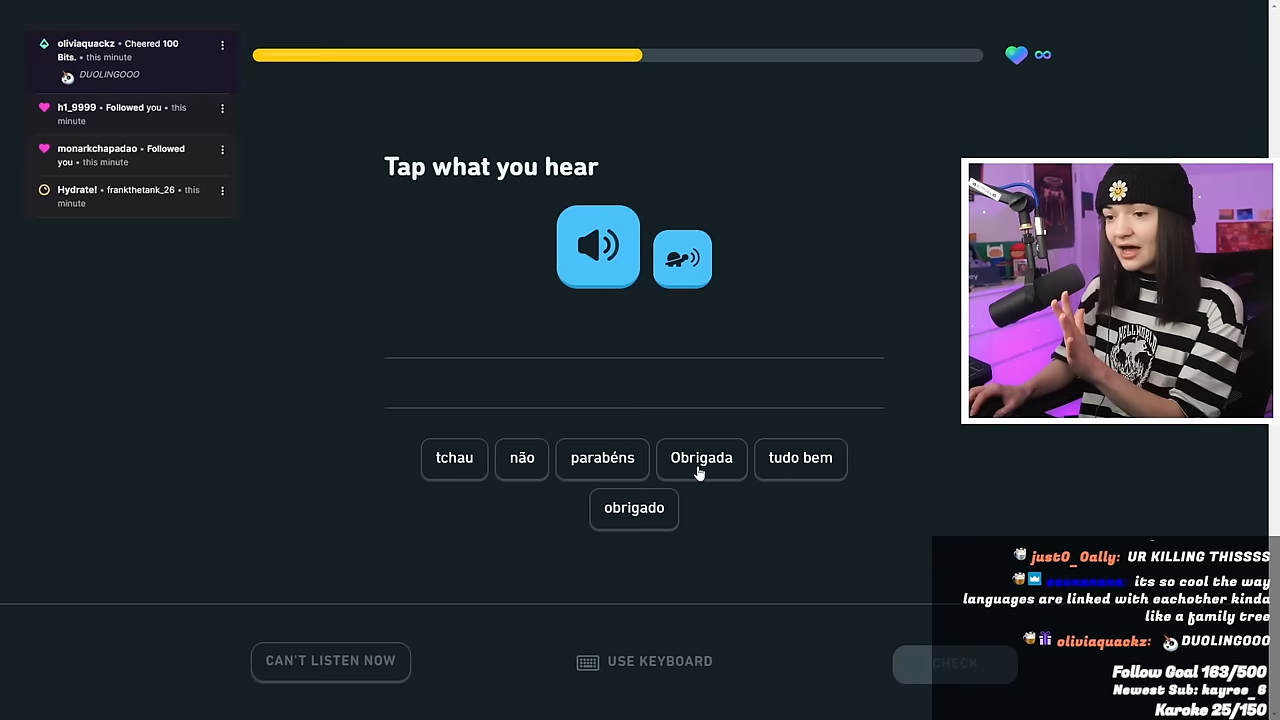 oliviaquackz • Cheered 100
Bits. • this minute
DUOLINGOOO
h1_9999 • Followed you • this
minute
monarkchapadao • Followed
you • this minute
Hydrate! • frankthetank_26 • this
minute
Tap what you hear
tchau
não
parabéns
Obrigada
tudo bem
obrigado
CAN'T LISTEN NOW
USE KEYBOARD
CHECK
justO_Oally: UR KILLING THISSSS
its so cool the way
languages are linked with eachother kinda
like a family tree
oliviaquackz: DUOLINGOOO
Follow Goal 163/500
Newest Sub: kayree_6
Karoke 25/150